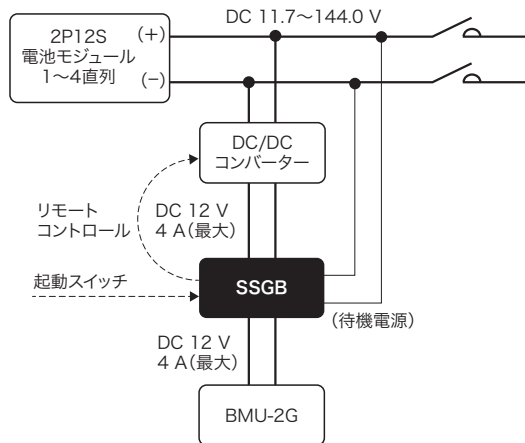 DC 11.7～144.0 V
2P12S
電池モジュール
1～4直列
(+)
(−)
DC/DC
コンバーター
リモート
コントロール
DC 12 V
4 A(最大)
起動スイッチ
SSGB
(待機電源)
DC 12 V
4 A(最大)
BMU-2G